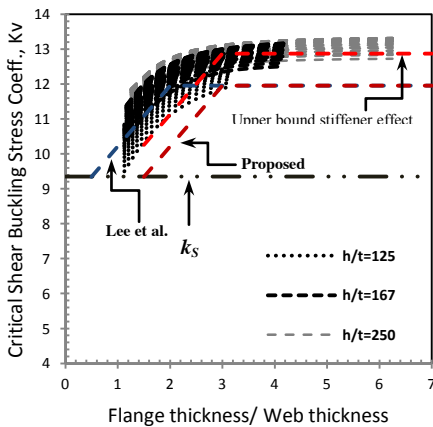 Critical Shear Buckling Stress Coeff., Kv
14
13
12
11
10
9
8
7
6
5
4
Upper bound stiffener effect
Proposed
Lee et al.
kS
h/t=125
h/t=167
h/t=250
0 1 2 3 4 5 6 7
Flange thickness/ Web thickness